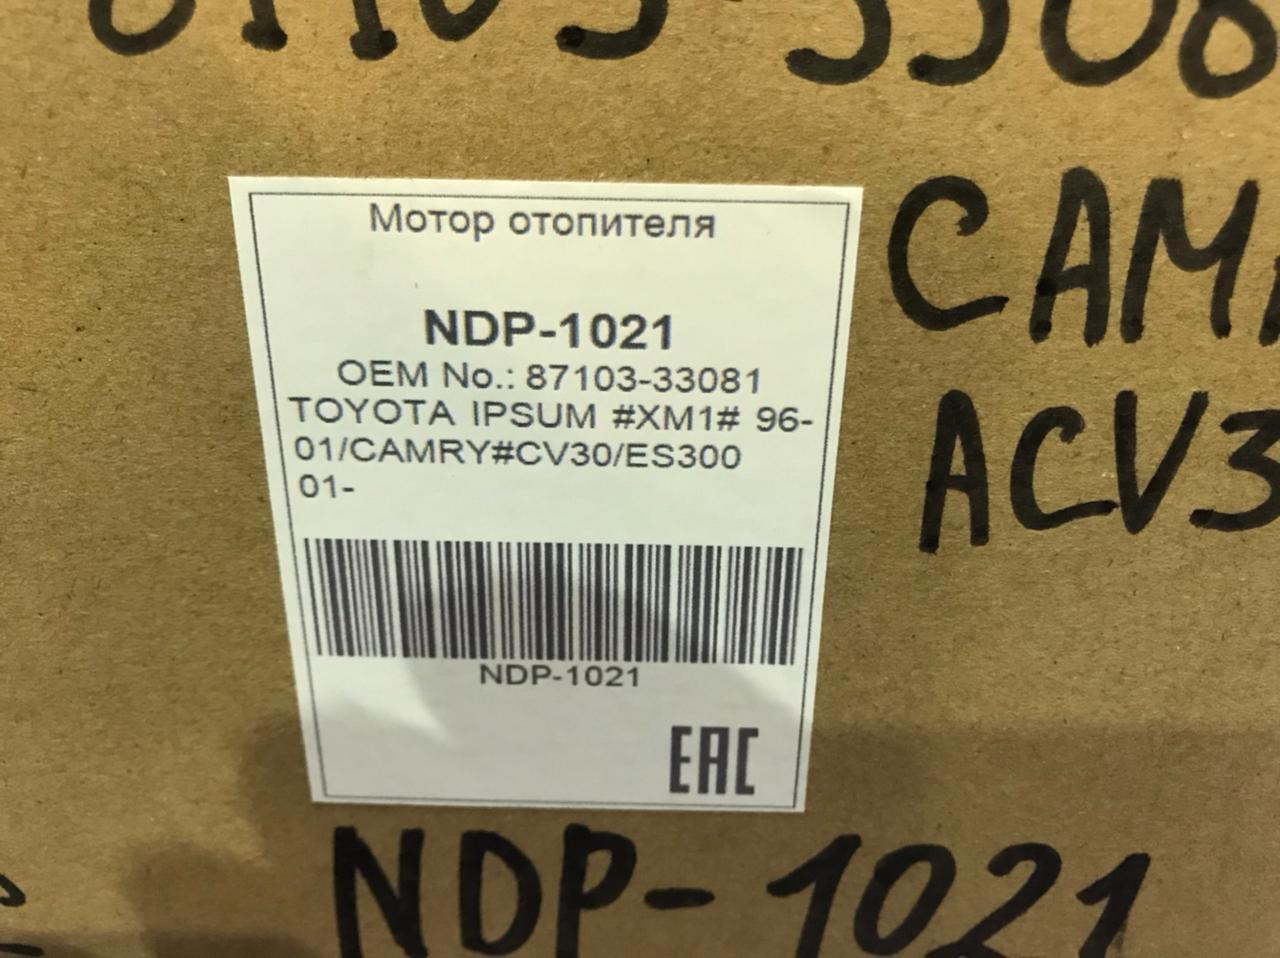 Мотор отопителя
NDP-1021
OEM No.: 87103-33081
TOYOTA IPSUM #XM1# 96-
01/CAMRY#CV30/ES300
01-
NDP-1021
EAC
CAM
ACV3
NDP-1021